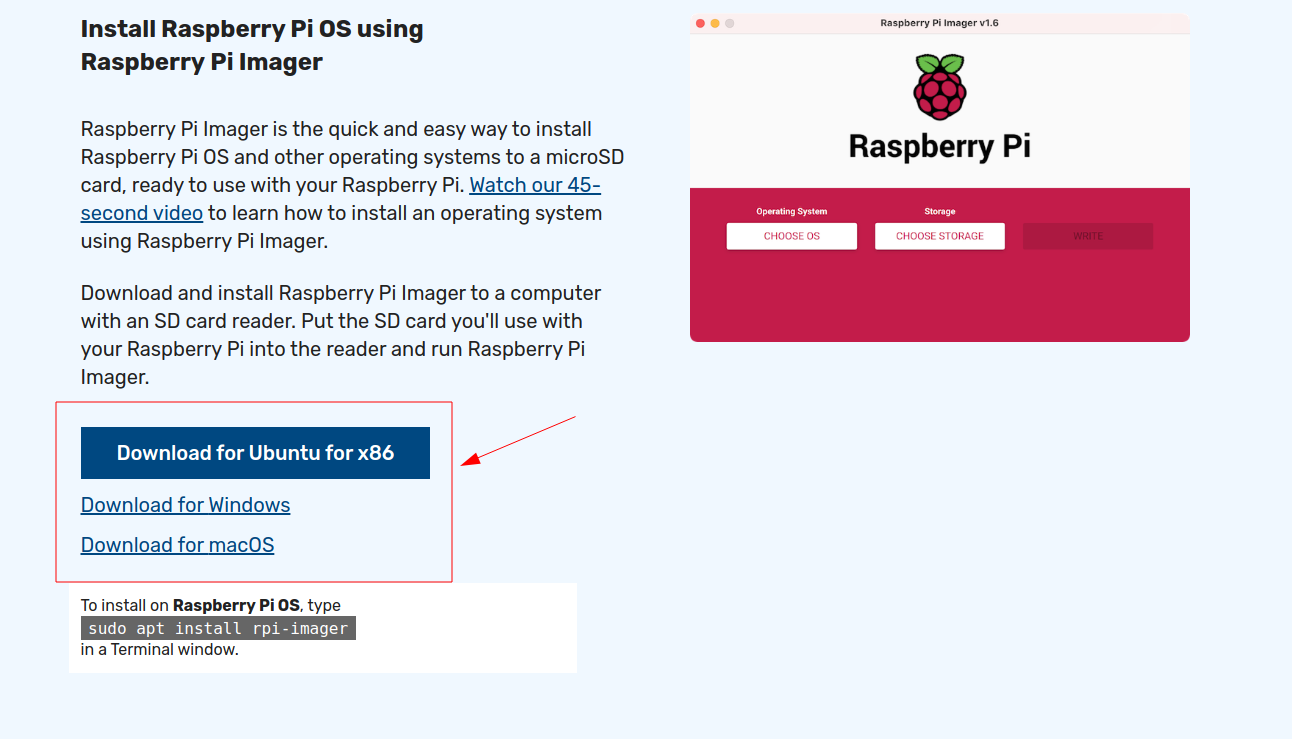 Install Raspberry Pi OS using
Raspberry Pi Imager
Raspberry Pi Imager is the quick and easy way to install
Raspberry Pi OS and other operating systems to a microSD
card, ready to use with your Raspberry Pi. Watch our 45-
second video to learn how to install an operating system
using Raspberry Pi Imager.
Download and install Raspberry Pi Imager to a computer
with an SD card reader. Put the SD card you'll use with
your Raspberry Pi into the reader and run Raspberry Pi
Imager.
Download for Ubuntu for x86
Download for Windows
Download for macOS
To install on Raspberry Pi OS, type
sudo apt install rpi-imager
in a Terminal window.
Raspberry Pi Imager v1.6
Raspberry Pi
Operating System
CHOOSE OS
Storage
CHOOSE STORAGE
WRITE